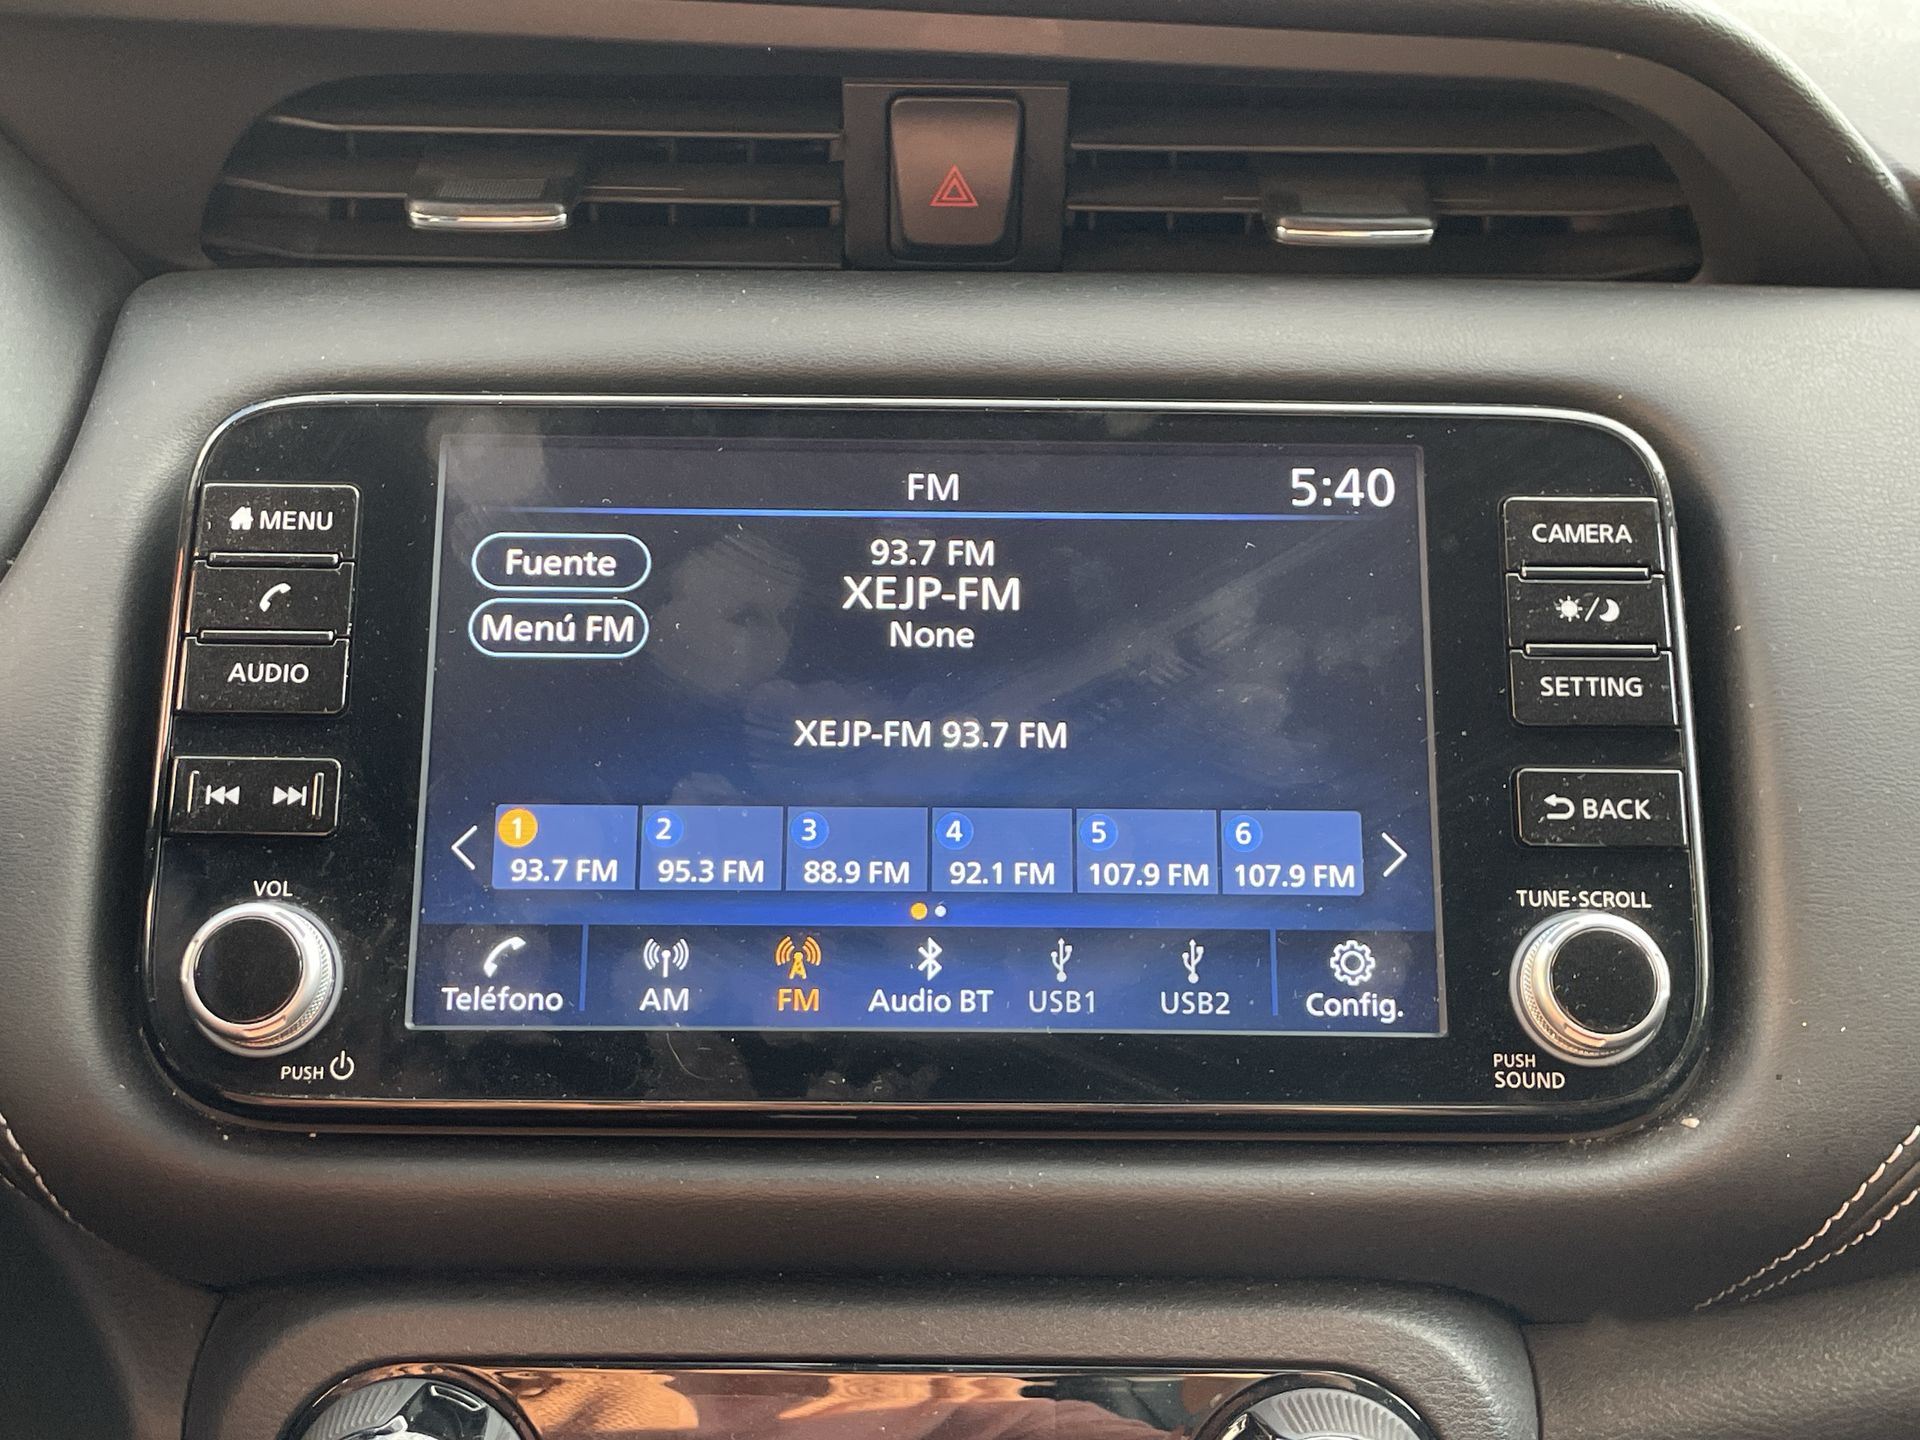 FM
5:40
MENU
Fuente
93.7 FM
CAMERA
XEJP-FM
Menú FM
None
AUDIO
SETTING
XEJP-FM 93.7 FM
BACK
1 2 3 4 5 6
93.7 FM 95.3 FM 88.9 FM 92.1 FM 107.9 FM 107.9 FM
VOL
TUNE·SCROLL
Teléfono AM FM Audio BT USB1 USB2 Config.
PUSH
PUSH
SOUND